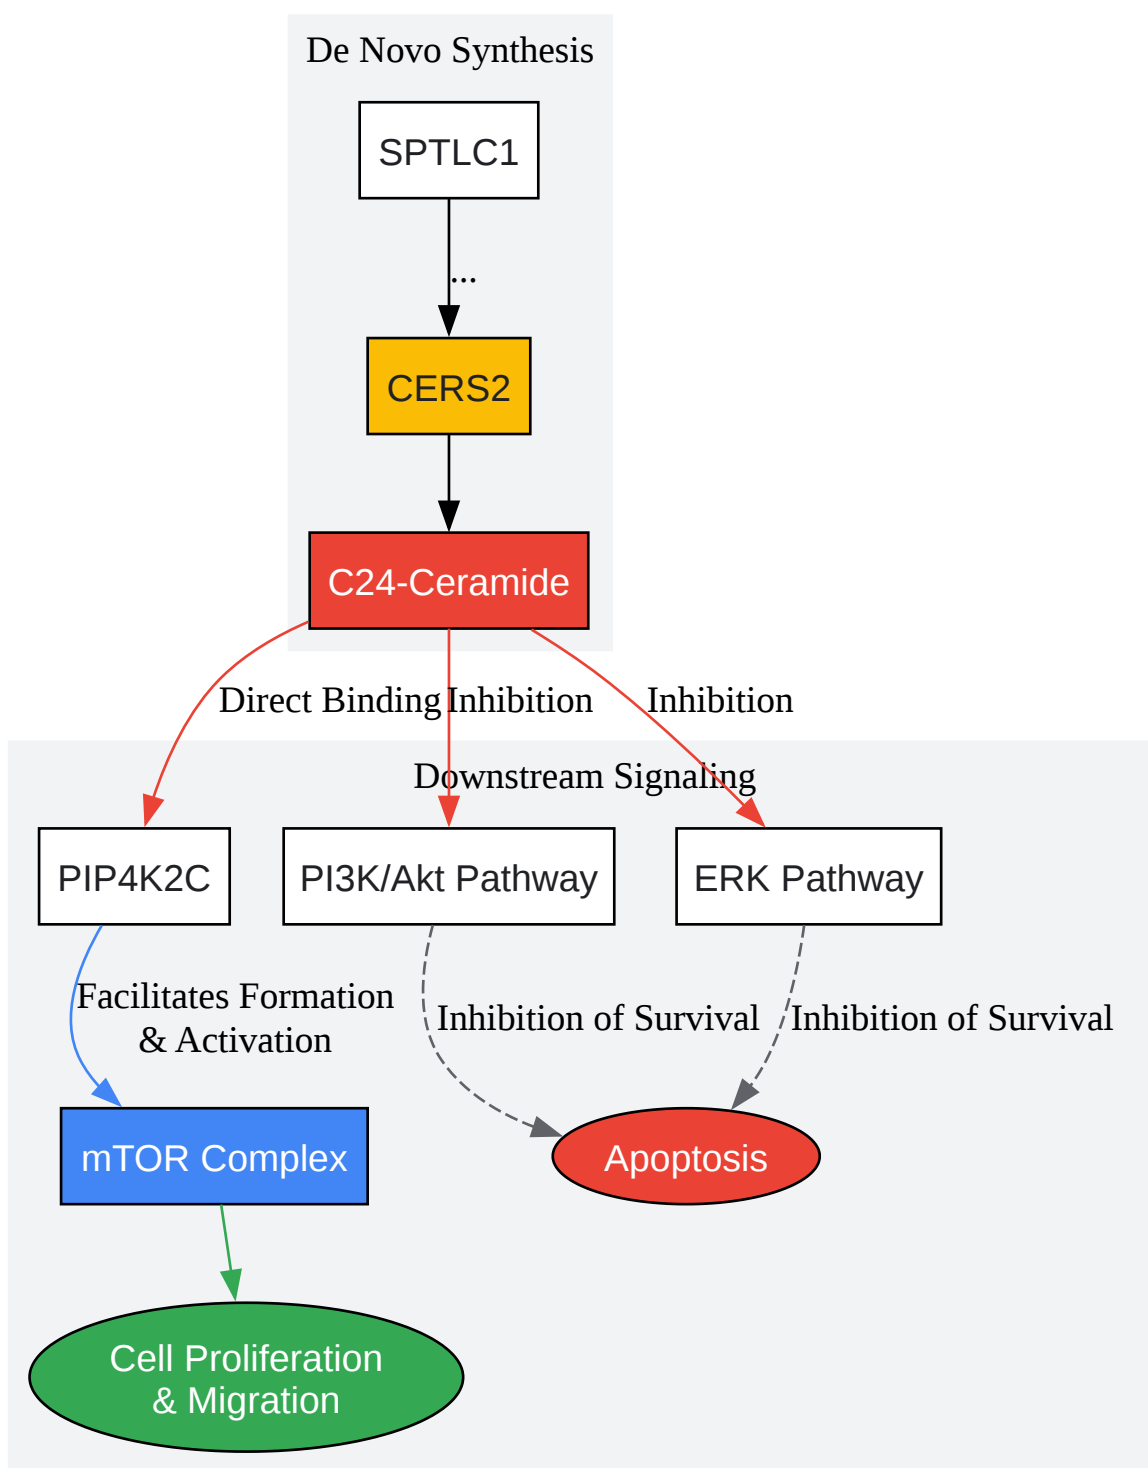 De Novo Synthesis
SPTLC1
...
CERS2
C24-Ceramide
Direct Binding
Inhibition
Inhibition
Downstream Signaling
PIP4K2C
PI3K/Akt Pathway
ERK Pathway
Facilitates Formation
& Activation
Inhibition of Survival
Inhibition of Survival
mTOR Complex
Apoptosis
Cell Proliferation
& Migration